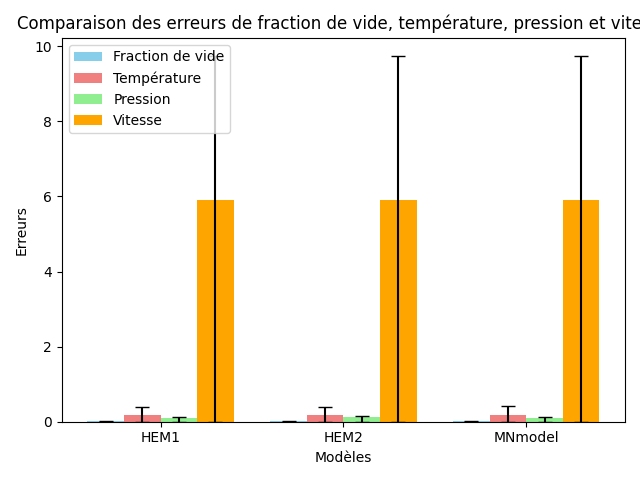 Comparaison des erreurs de fraction de vide, température, pression et vite
10
8
6
4
2
0
Erreurs
Fraction de vide
Température
Pression
Vitesse
HEM1
HEM2
MNmodel
Modèles